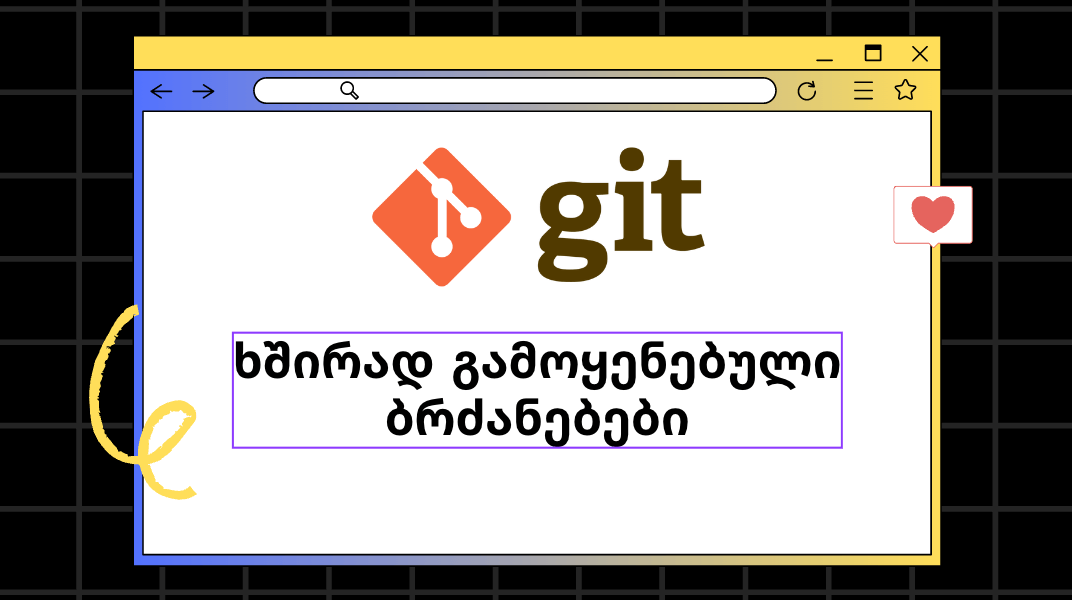 git
ხშირად გამოყენებული
ბრძანებები